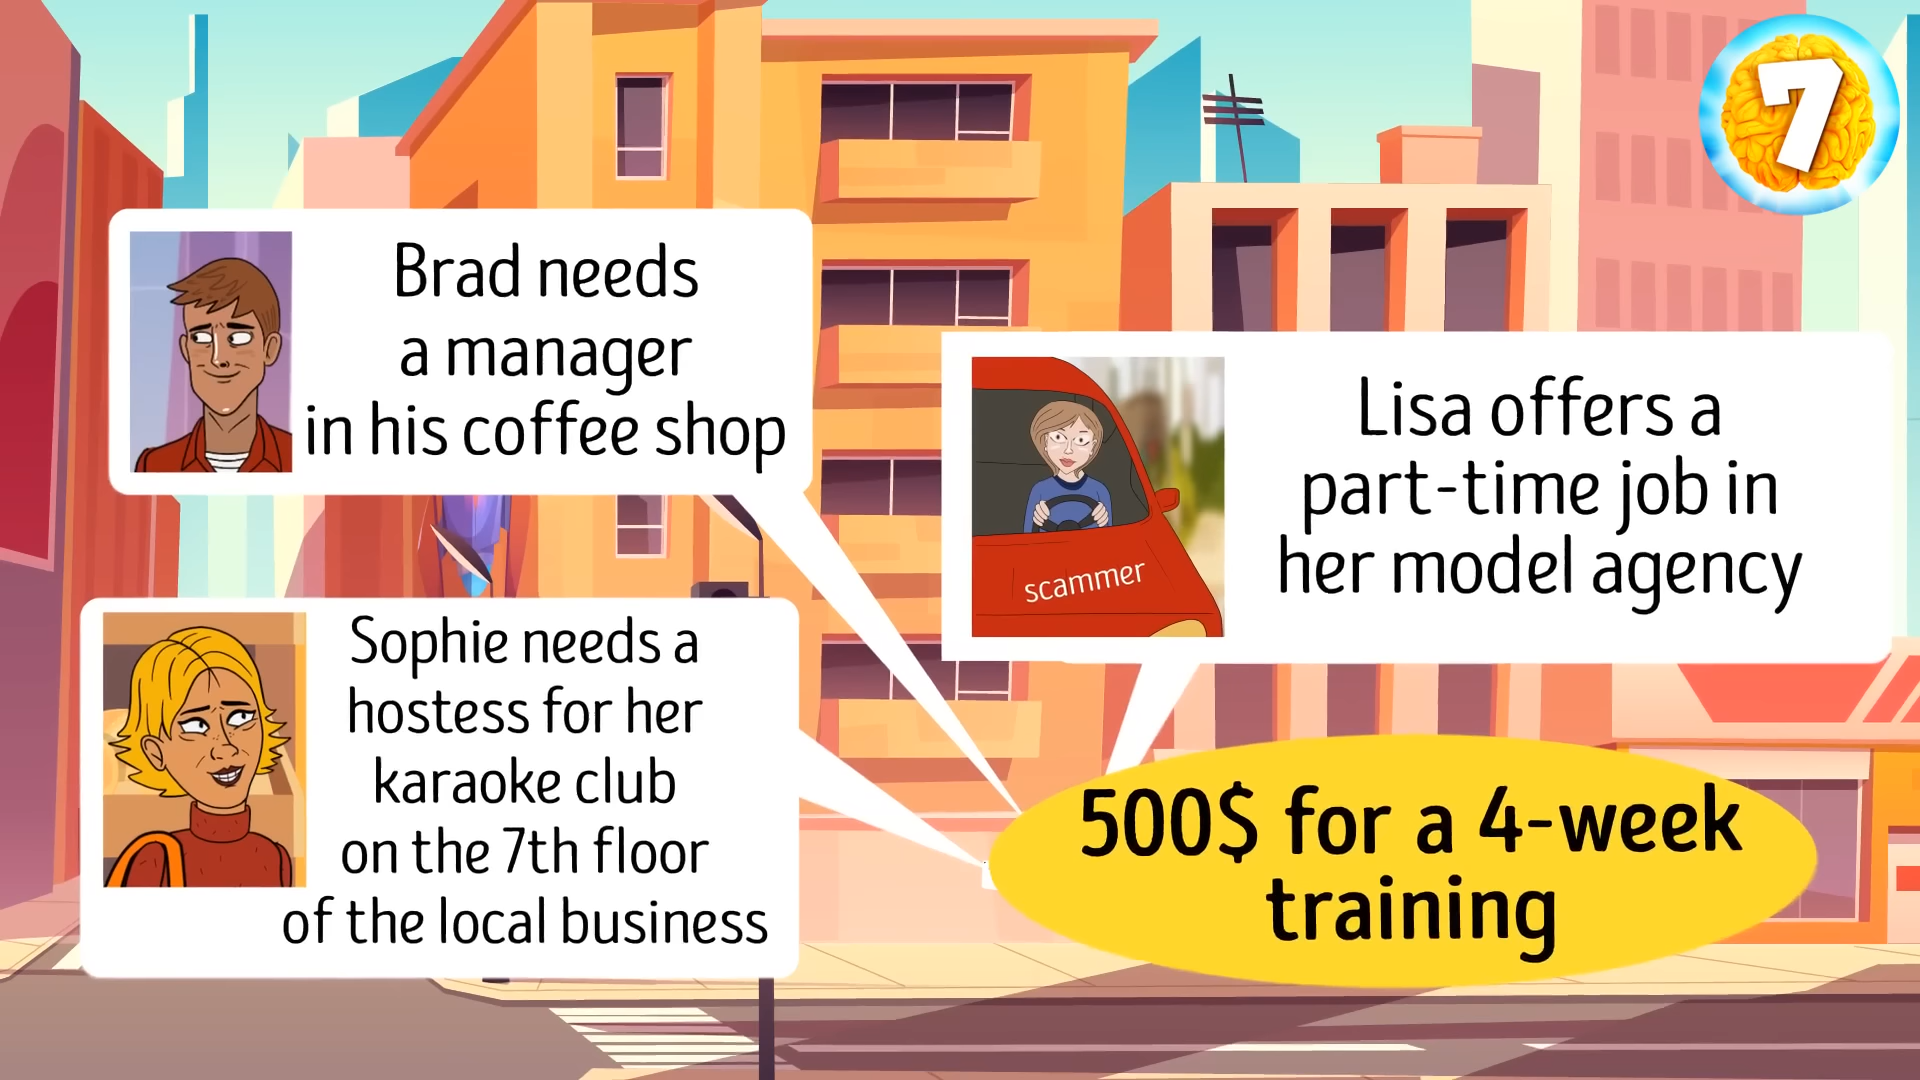 7
Brad needs
a manager
in his coffee shop
Lisa offers a
part-time job in
her model agency
scammer
Sophie needs a
hostess for her
karaoke club
on the 7th floor
of the local business
500$ for a 4-week
training